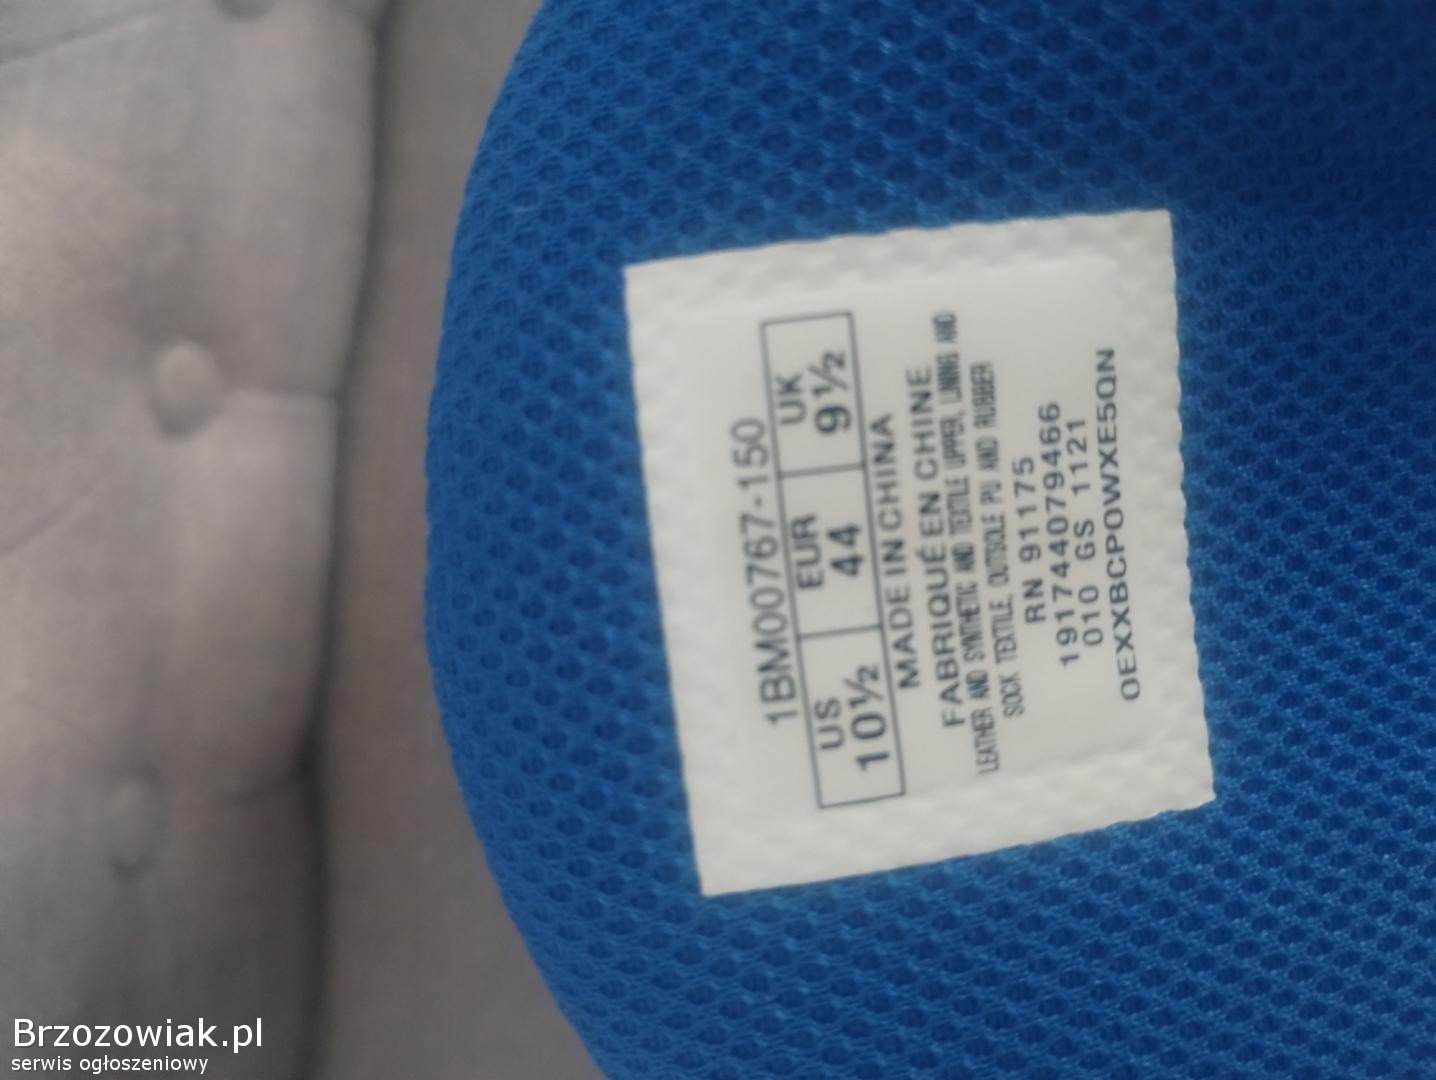 1BM00767-150
US EUR UK
10½ 44 9½
MADE IN CHINA
FABRIQUÉ EN CHINE
LEATHER AND SYNTHETIC AND TEXTILE UPPER, LINING AND
SOCK TEXTILE, OUTSOLE PU AND RUBBER
RN 91175
191744079466
010 GS 1121
OEXXBCPOWXE5QN
Brzozowiak.pl
serwis ogłoszeniowy